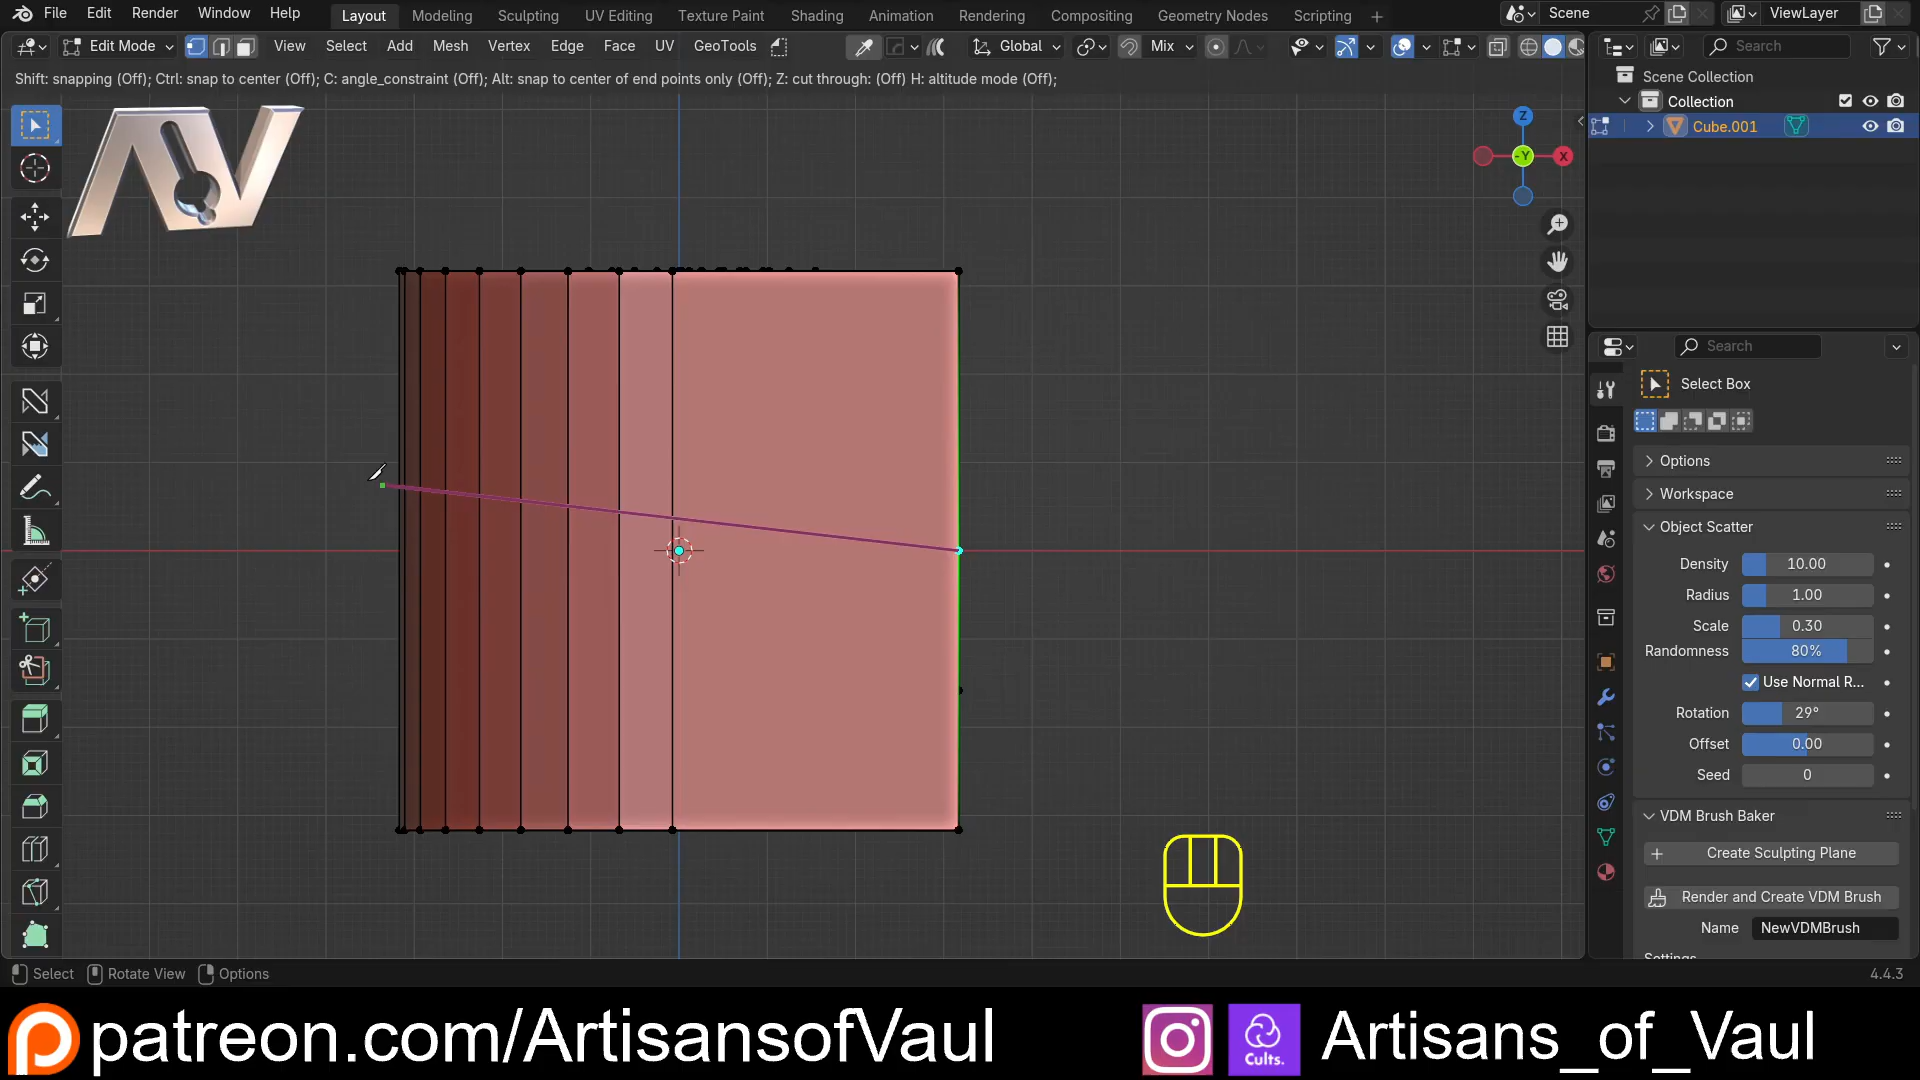 File Edit Render Window Help Layout Modeling Sculpting UV Editing Texture Paint Shading Animation Rendering Compositing Geometry Nodes Scripting + Scene ViewLayer
Edit Mode View Select Add Mesh Vertex Edge Face UV GeoTools Global Mix Search
Shift: snapping (Off); Ctrl: snap to center (Off); C: angle_constraint (Off); Alt: snap to center of end points only (Off); Z: cut through: (Off) H: altitude mode (Off);
Scene Collection
Collection
Cube.001
AV
Z
-Y X
Search
Select Box
Options
Workspace
Object Scatter
Density 10.00
Radius 1.00
Scale 0.30
Randomness 80%
Use Normal R...
Rotation 29°
Offset 0.00
Seed 0
VDM Brush Baker
Create Sculpting Plane
Render and Create VDM Brush
Name NewVDMBrush
Settings
Select Rotate View Options 4.4.3
patreon.com/ArtisansofVaul Cults. Artisans_of_Vaul